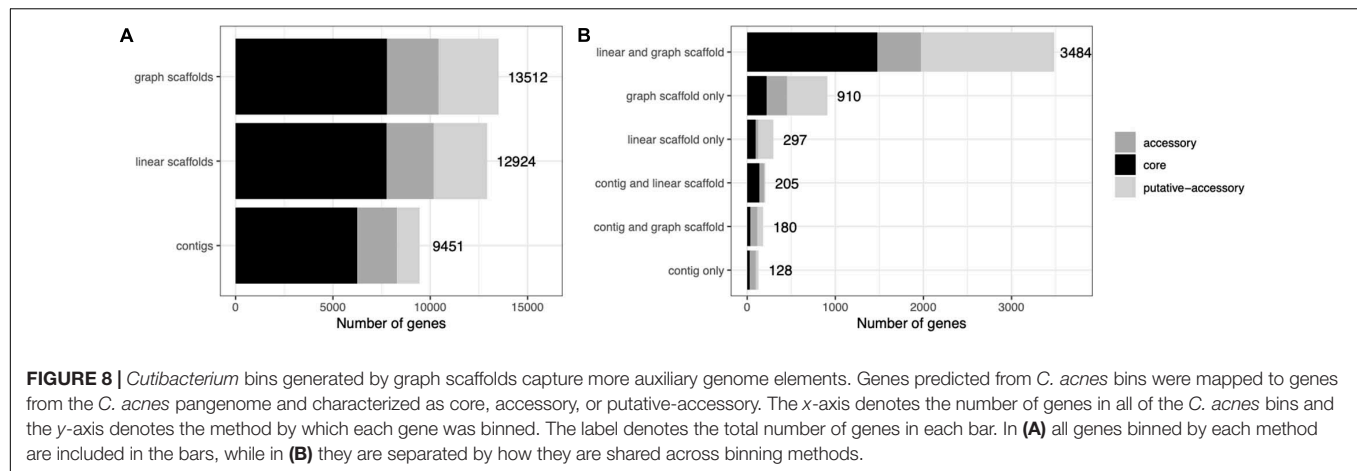 A
graph scaffolds
13512
linear scaffolds
12924
contigs
9451
0 5000 10000 15000
Number of genes
B
linear and graph scaffold
3484
graph scaffold only
910
linear scaffold only
297
contig and linear scaffold
205
contig and graph scaffold
180
contig only
128
0 1000 2000 3000
Number of genes
accessory
core
putative-accessory
FIGURE 8 | Cutibacterium bins generated by graph scaffolds capture more auxiliary genome elements. Genes predicted from C. acnes bins were mapped to genes
from the C. acnes pangenome and characterized as core, accessory, or putative-accessory. The x-axis denotes the number of genes in all of the C. acnes bins and
the y-axis denotes the method by which each gene was binned. The label denotes the total number of genes in each bar. In (A) all genes binned by each method
are included in the bars, while in (B) they are separated by how they are shared across binning methods.